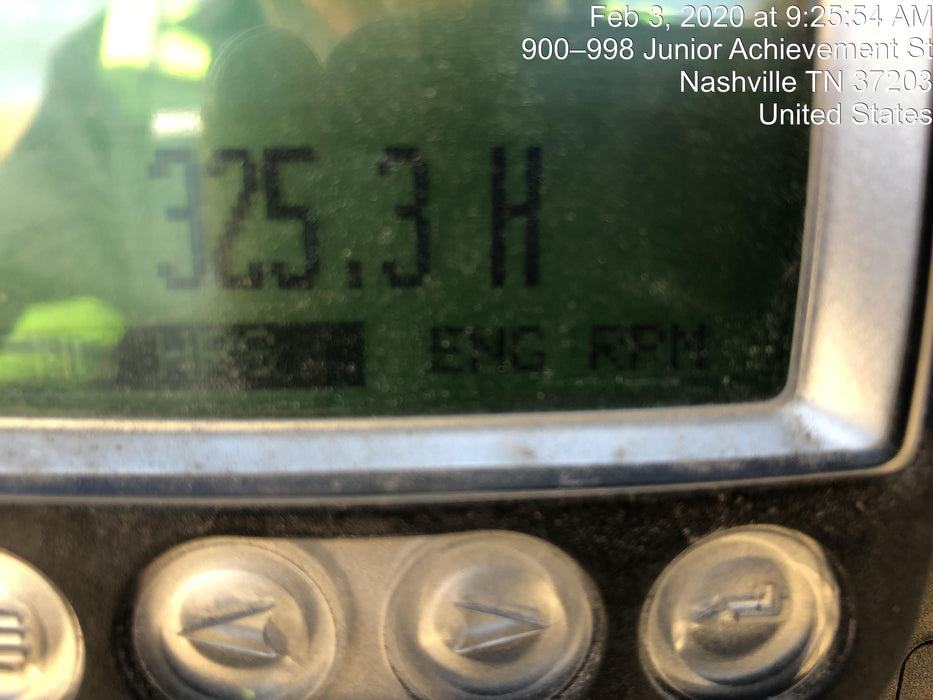 Feb 3, 2020 at 9:25:54 AM
900–998 Junior Achievement St
Nashville TN 37203
United States
325.3 H
HRS ENG RPM